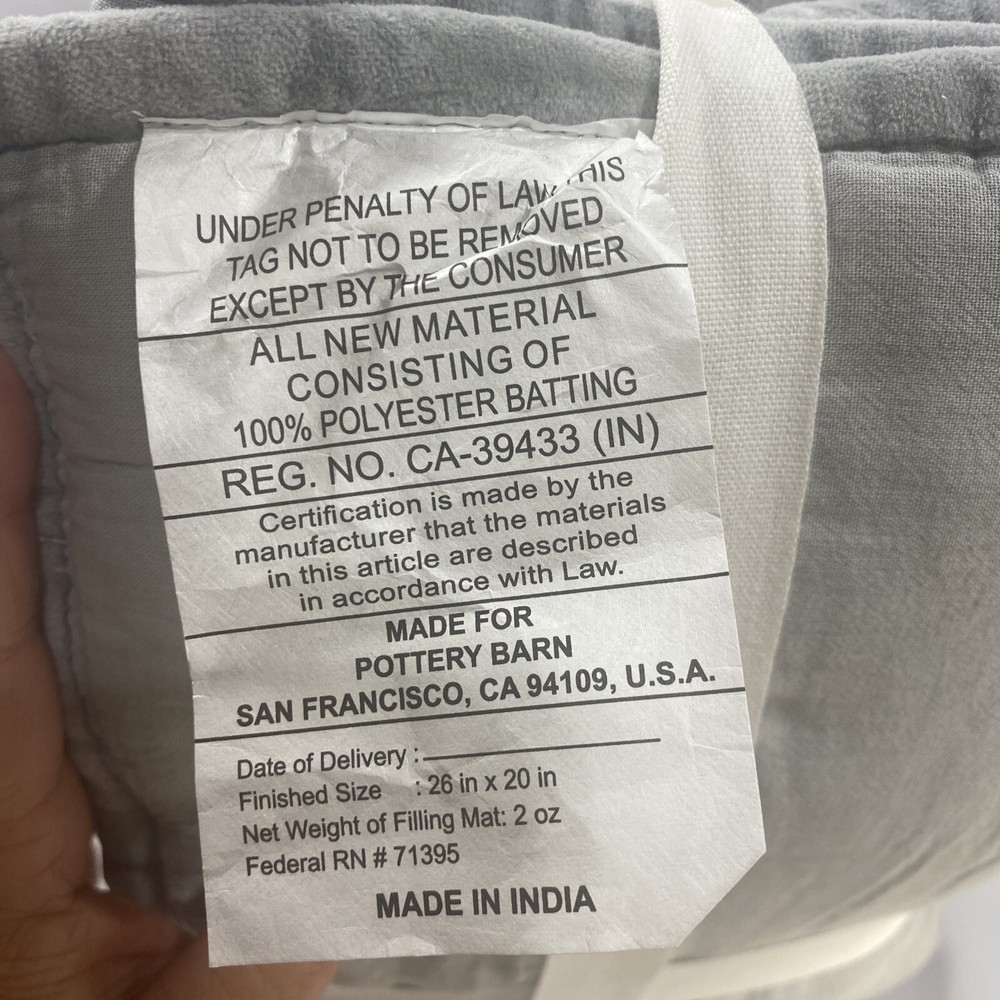 UNDER PENALTY OF LAW THIS
TAG NOT TO BE REMOVED
EXCEPT BY THE CONSUMER
ALL NEW MATERIAL
CONSISTING OF
100% POLYESTER BATTING
REG. NO. CA-39433 (IN)
Certification is made by the
manufacturer that the materials
in this article are described
in accordance with Law.
MADE FOR
POTTERY BARN
SAN FRANCISCO, CA 94109, U.S.A.
Date of Delivery :
Finished Size : 26 in x 20 in
Net Weight of Filling Mat: 2 oz
Federal RN # 71395
MADE IN INDIA